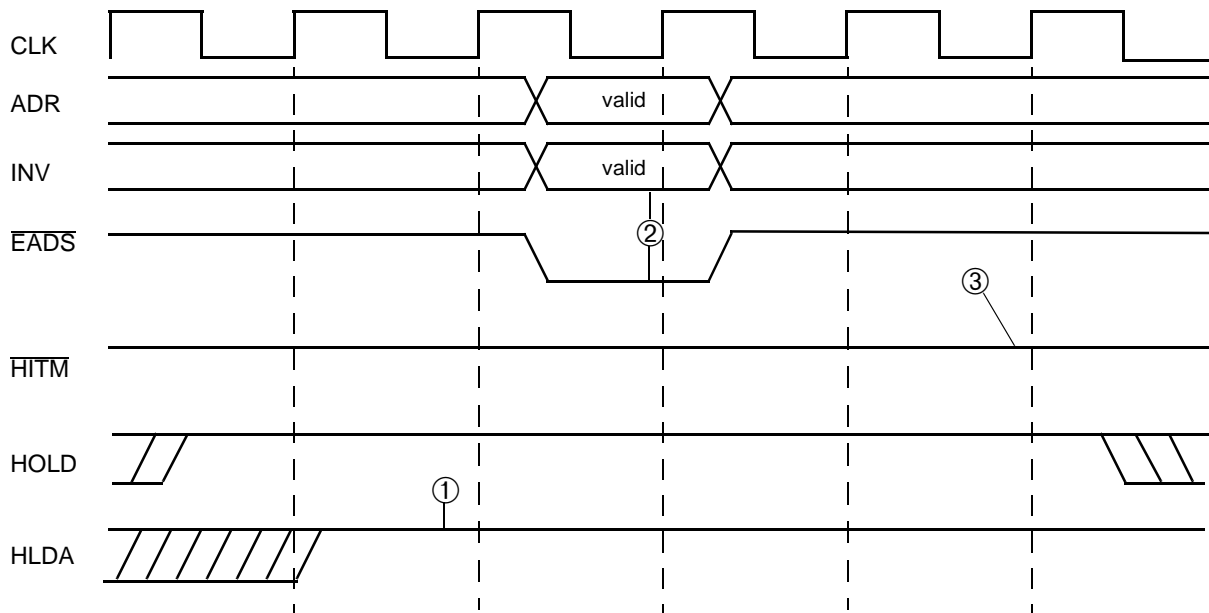 CLK
ADR
valid
INV
valid
EADS
②
③
HITM
HOLD
①
HLDA